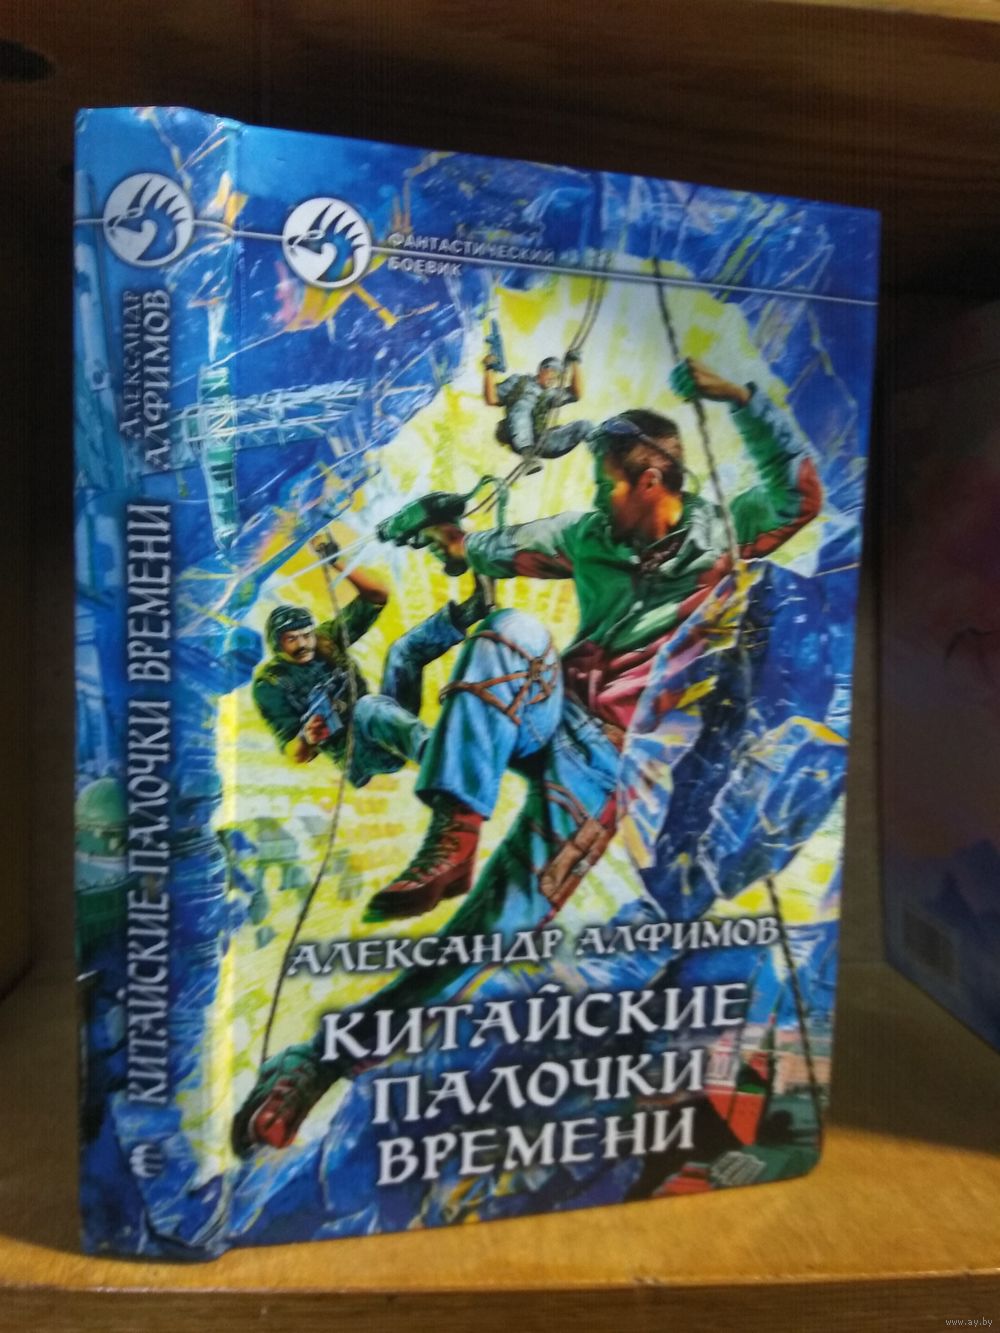 АЛЕКСАНДР
АЛФИМОВ
КИТАЙСКИЕ ПАЛОЧКИ ВРЕМЕНИ
ФАНТАСТИЧЕСКИЙ
БОЕВИК
АЛЕКСАНДР АЛФИМОВ
КИТАЙСКИЕ
ПАЛОЧКИ
ВРЕМЕНИ
www.ay.by